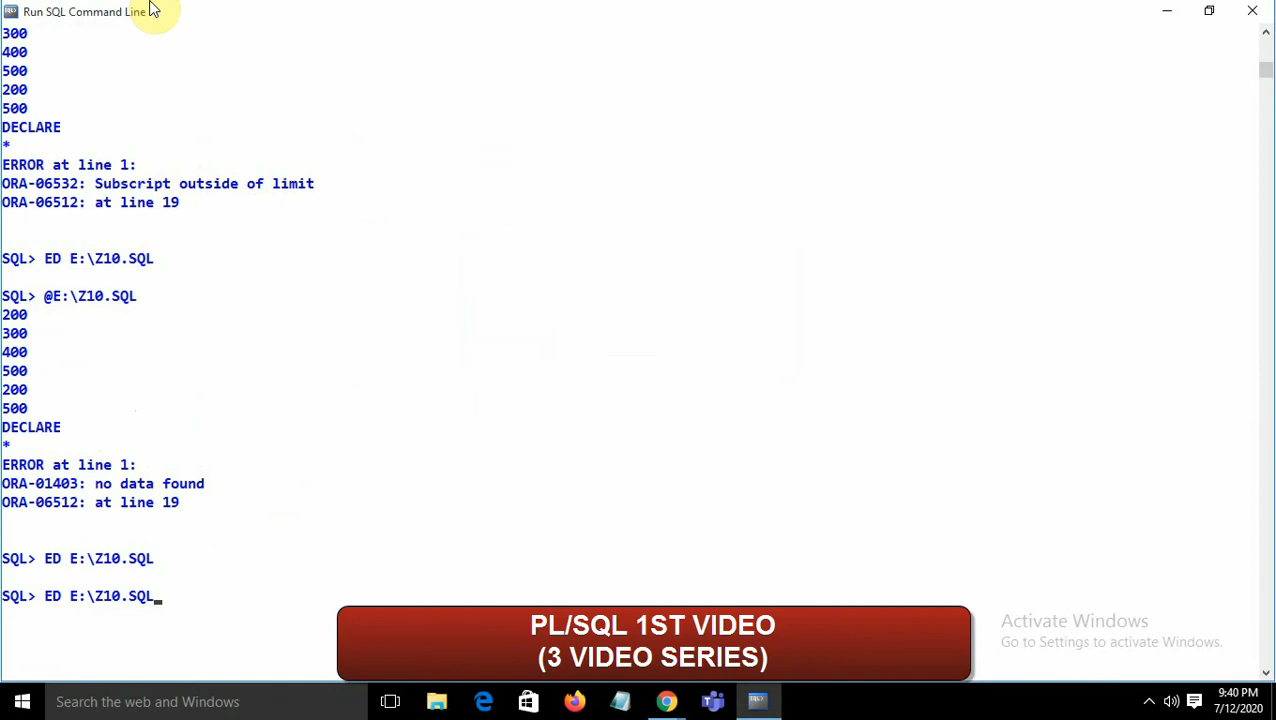 Run SQL Command Line
300
400
500
200
500
DECLARE
*
ERROR at line 1:
ORA-06532: Subscript outside of limit
ORA-06512: at line 19
SQL> ED E:\Z10.SQL
SQL> @E:\Z10.SQL
200
300
400
500
200
500
DECLARE
*
ERROR at line 1:
ORA-01403: no data found
ORA-06512: at line 19
SQL> ED E:\Z10.SQL
SQL> ED E:\Z10.SQL_
PL/SQL 1ST VIDEO
(3 VIDEO SERIES)
Activate Windows
Go to Settings to activate Windows.
Search the web and Windows
9:40 PM
7/12/2020